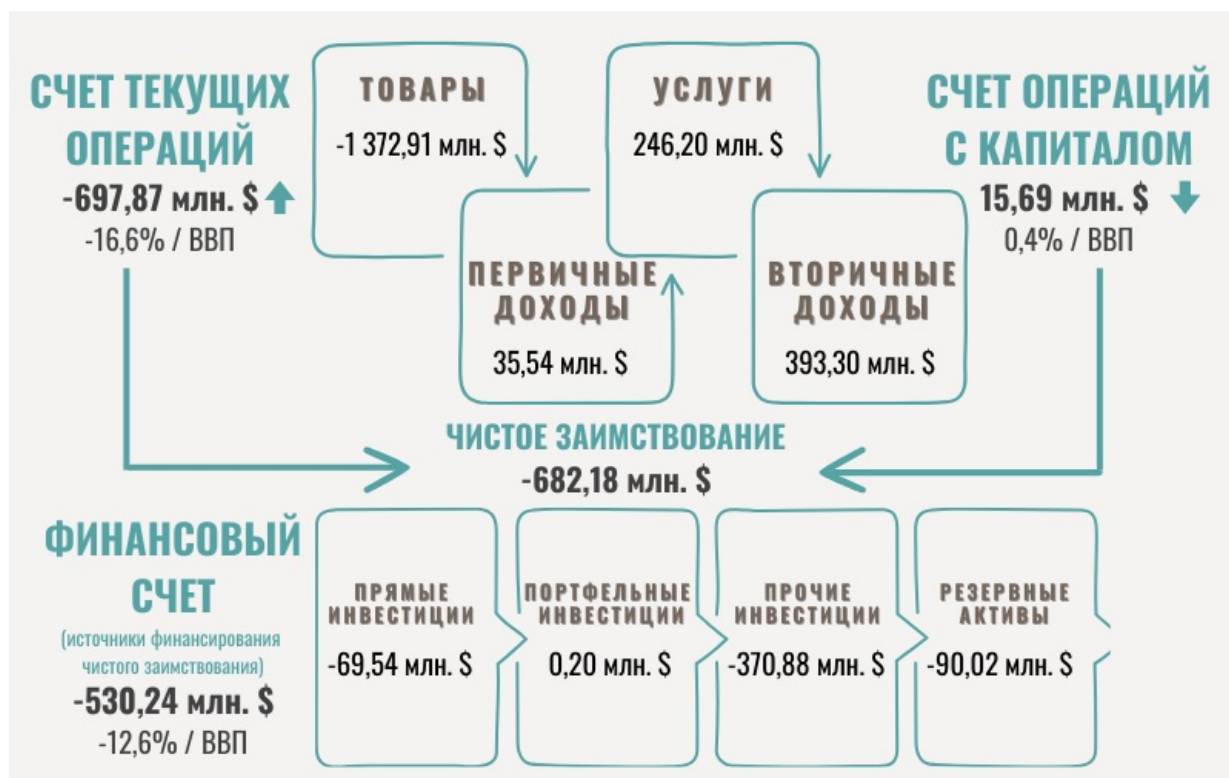 СЧЕТ ТЕКУЩИХ
ОПЕРАЦИЙ
-697,87 млн. $
-16,6% / ВВП
ТОВАРЫ
-1 372,91 млн. $
УСЛУГИ
246,20 млн. $
СЧЕТ ОПЕРАЦИЙ
С КАПИТАЛОМ
15,69 млн. $
0,4% / ВВП
ПЕРВИЧНЫЕ
ДОХОДЫ
35,54 млн. $
ВТОРИЧНЫЕ
ДОХОДЫ
393,30 млн. $
ЧИСТОЕ ЗАИМСТВОВАНИЕ
-682,18 млн. $
ФИНАНСОВЫЙ
СЧЕТ
(источники финансирования
чистого заимствования)
-530,24 млн. $
-12,6% / ВВП
ПРЯМЫЕ
ИНВЕСТИЦИИ
-69,54 млн. $
ПОРТФЕЛЬНЫЕ
ИНВЕСТИЦИИ
0,20 млн. $
ПРОЧИЕ
ИНВЕСТИЦИИ
-370,88 млн. $
РЕЗЕРВНЫЕ
АКТИВЫ
-90,02 млн. $